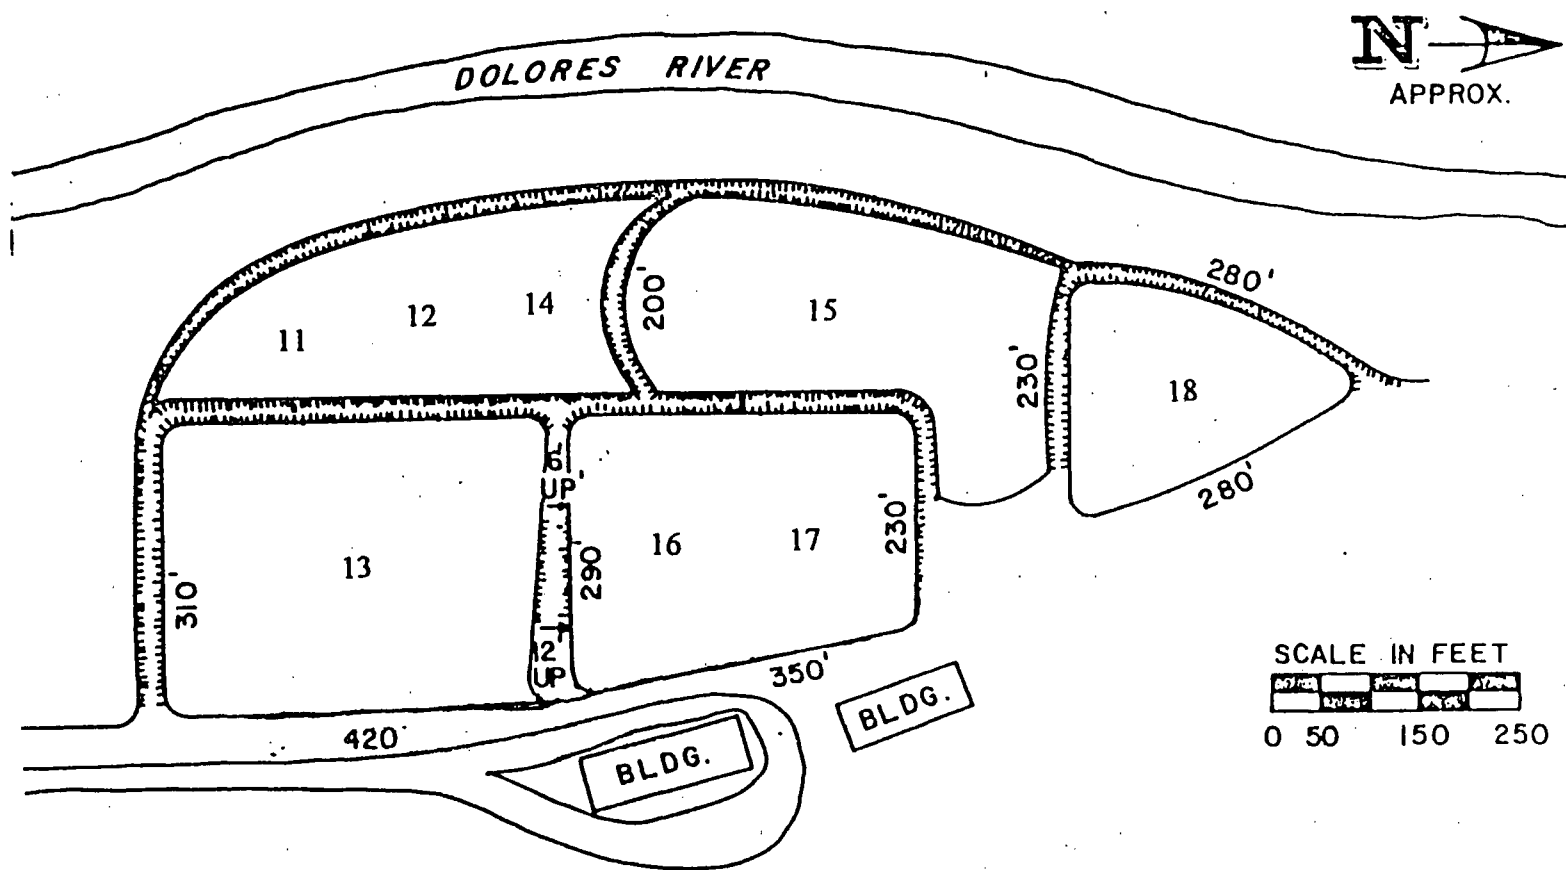 DOLORES RIVER
N
APPROX.
280'
200'
14
12
15
11
230'
18
6'
UP'
280'
16
17
230'
13
290'
310'
12'
UP
350'
SCALE IN FEET
BLDG.
420'
BLDG.
0 50 150 250